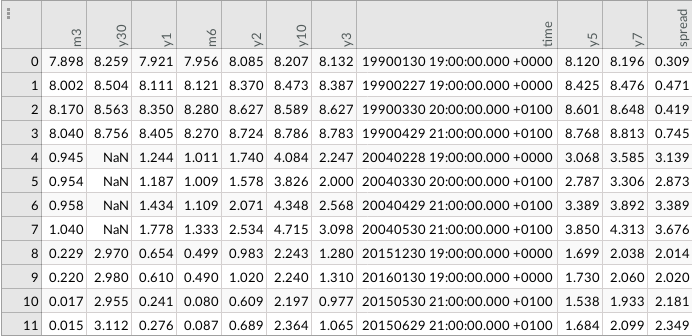 m3 y30 y1 m6 y2 y10 y3 time y5 y7 spread
0 7.898 8.259 7.921 7.956 8.085 8.207 8.132 19900130 19:00:00.000 +0000 8.120 8.196 0.309
1 8.002 8.504 8.111 8.121 8.370 8.473 8.387 19900227 19:00:00.000 +0000 8.425 8.476 0.471
2 8.170 8.563 8.350 8.280 8.627 8.589 8.627 19900330 20:00:00.000 +0100 8.601 8.648 0.419
3 8.040 8.756 8.405 8.270 8.724 8.786 8.783 19900429 21:00:00.000 +0100 8.768 8.813 0.745
4 0.945 NaN 1.244 1.011 1.740 4.084 2.247 20040228 19:00:00.000 +0000 3.068 3.585 3.139
5 0.954 NaN 1.187 1.009 1.578 3.826 2.000 20040330 20:00:00.000 +0100 2.787 3.306 2.873
6 0.958 NaN 1.434 1.109 2.071 4.348 2.568 20040429 21:00:00.000 +0100 3.389 3.892 3.389
7 1.040 NaN 1.778 1.333 2.534 4.715 3.098 20040530 21:00:00.000 +0100 3.850 4.313 3.676
8 0.229 2.970 0.654 0.499 0.983 2.243 1.280 20151230 19:00:00.000 +0000 1.699 2.038 2.014
9 0.220 2.980 0.610 0.490 1.020 2.240 1.310 20160130 19:00:00.000 +0000 1.730 2.060 2.020
10 0.017 2.955 0.241 0.080 0.609 2.197 0.977 20150530 21:00:00.000 +0100 1.538 1.933 2.181
11 0.015 3.112 0.276 0.087 0.689 2.364 1.065 20150629 21:00:00.000 +0100 1.684 2.099 2.349